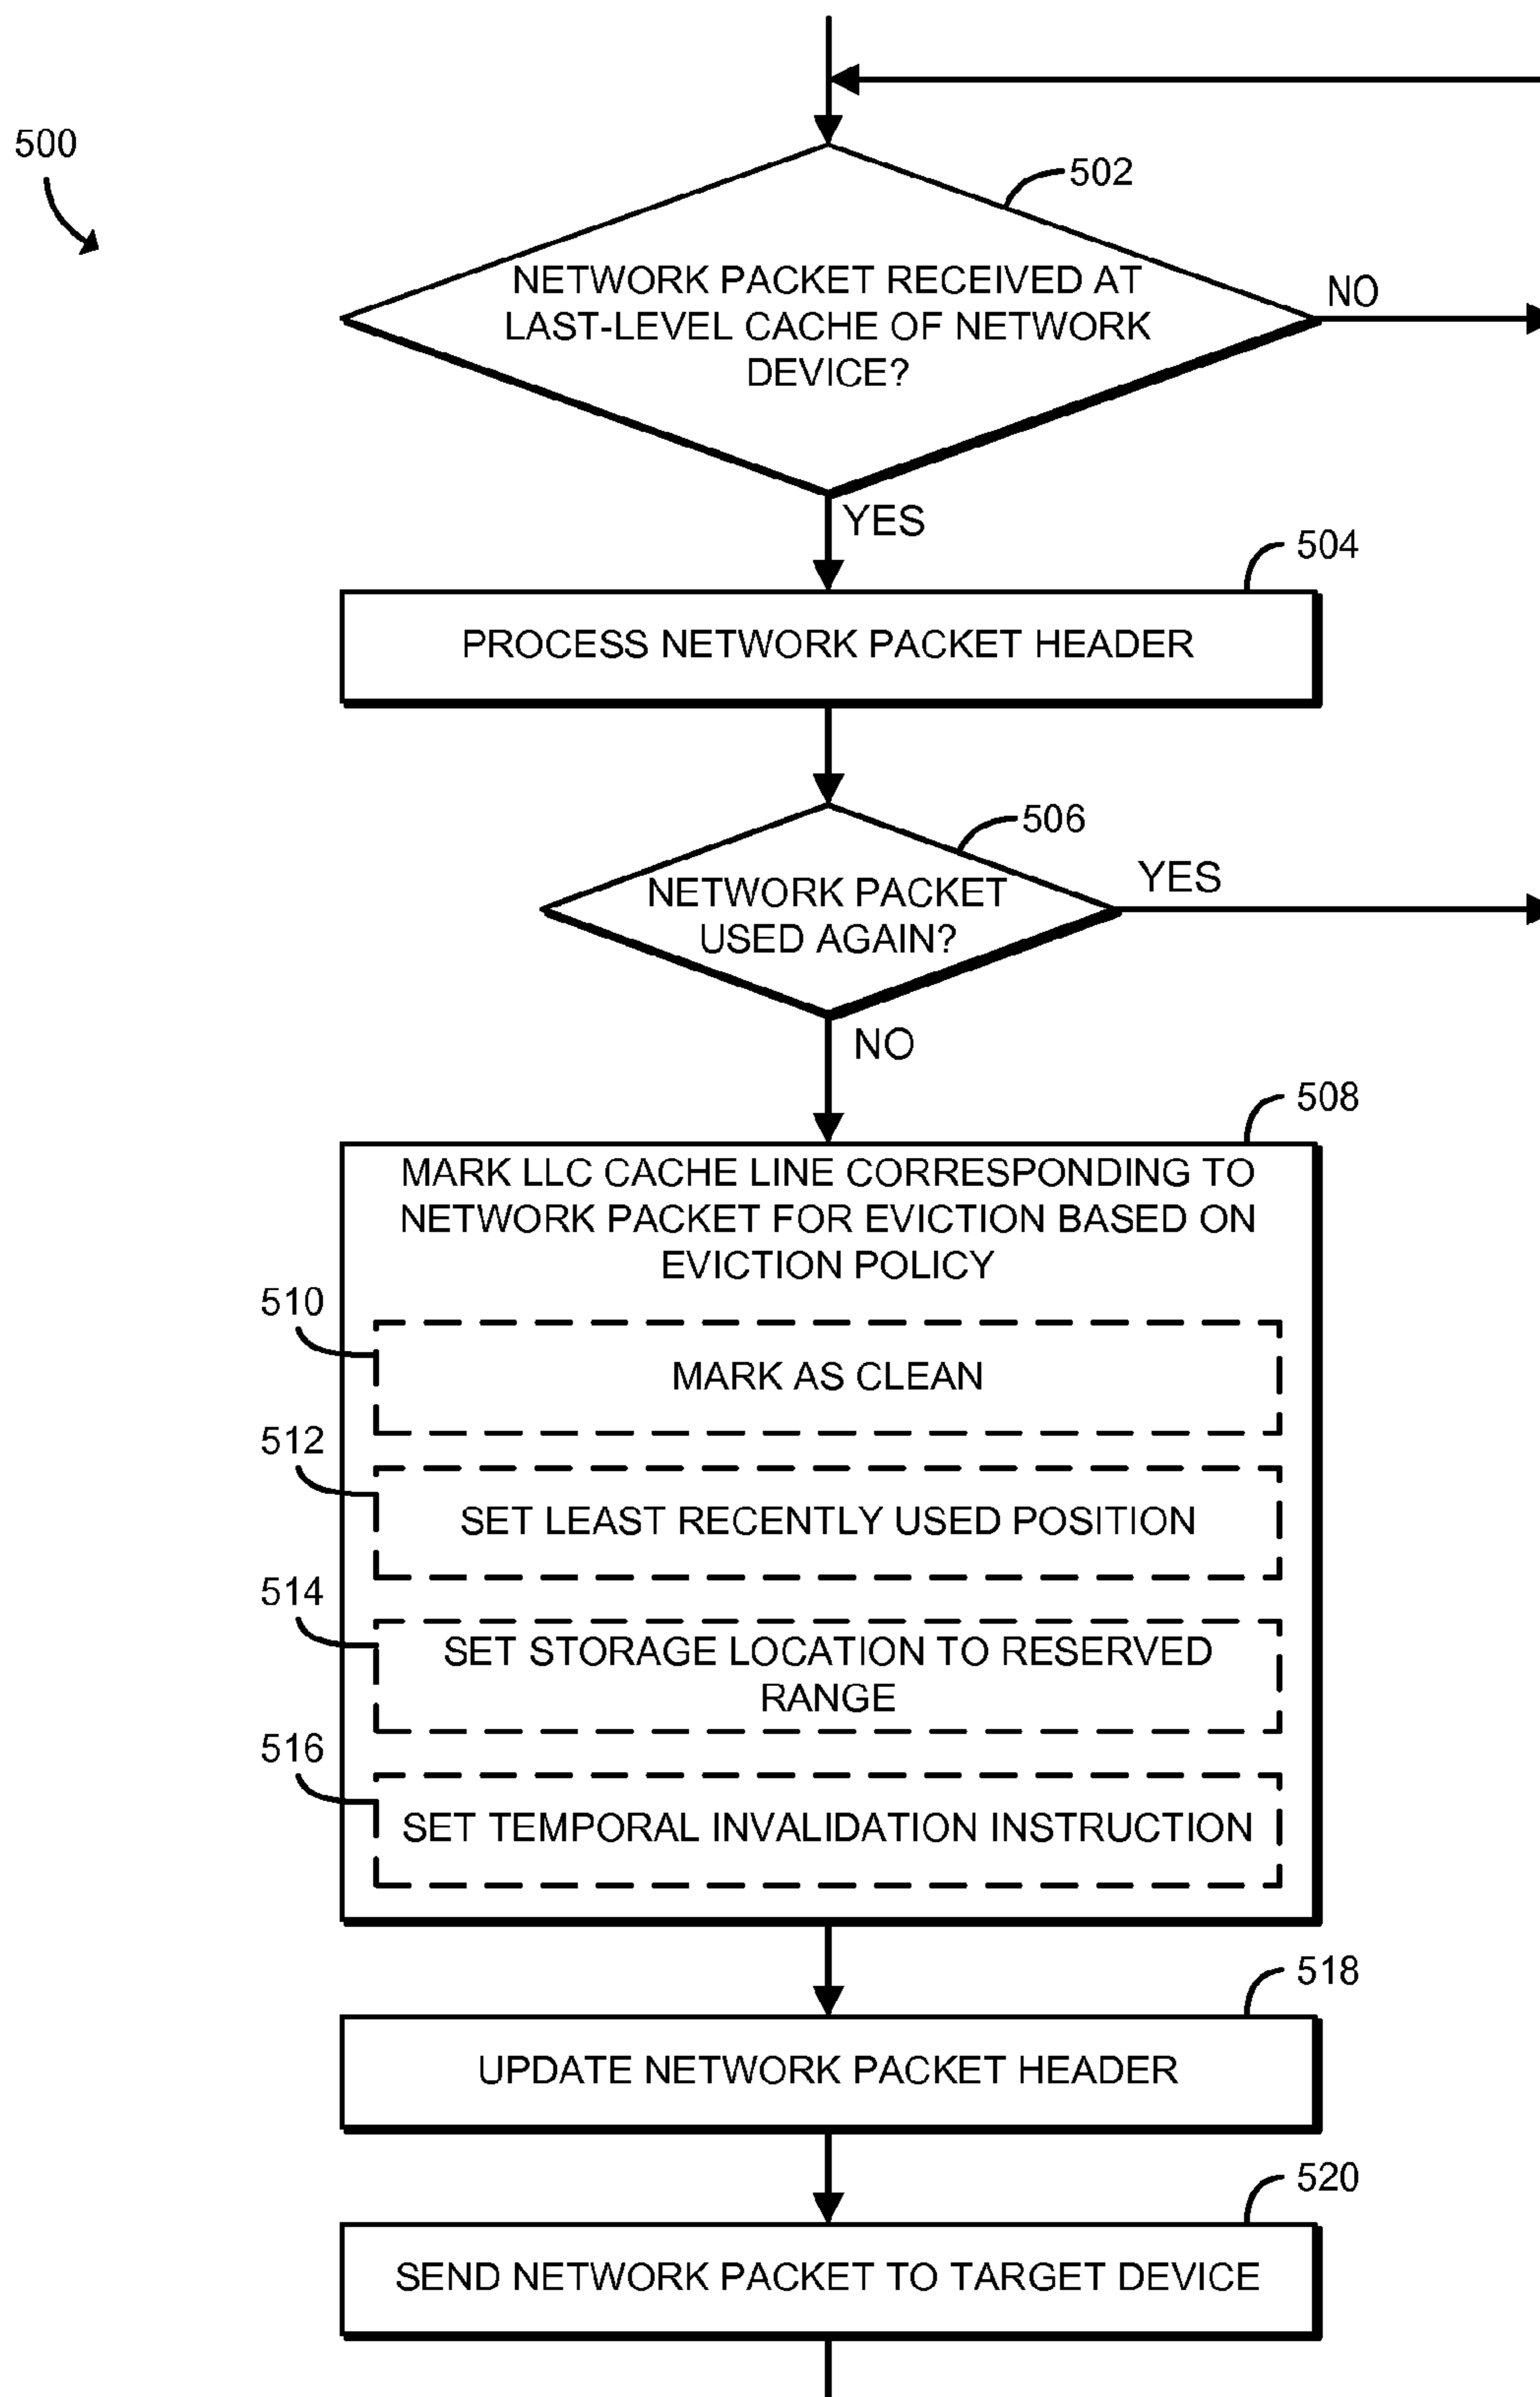 500
502
NETWORK PACKET RECEIVED AT
LAST-LEVEL CACHE OF NETWORK
DEVICE?
NO
YES
504
PROCESS NETWORK PACKET HEADER
506
NETWORK PACKET
USED AGAIN?
YES
NO
508
MARK LLC CACHE LINE CORRESPONDING TO
NETWORK PACKET FOR EVICTION BASED ON
EVICTION POLICY
510
MARK AS CLEAN
512
SET LEAST RECENTLY USED POSITION
514
SET STORAGE LOCATION TO RESERVED
RANGE
516
SET TEMPORAL INVALIDATION INSTRUCTION
518
UPDATE NETWORK PACKET HEADER
520
SEND NETWORK PACKET TO TARGET DEVICE